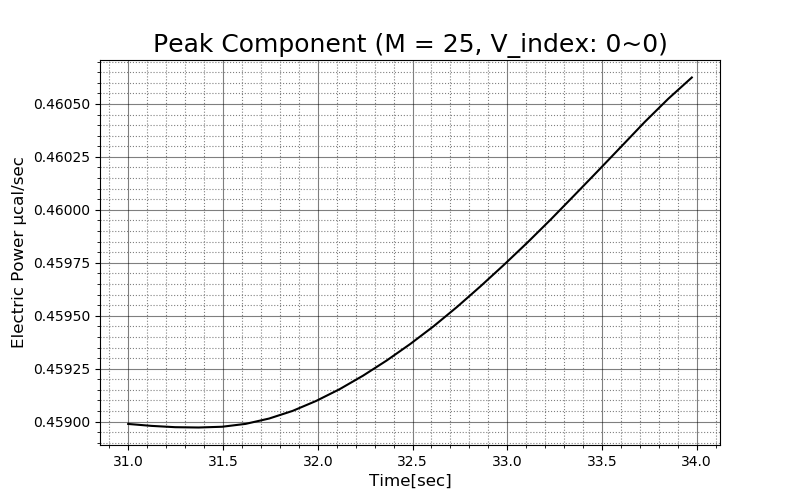 Peak Component (M = 25, V_index: 0~0)
Electric Power μcal/sec
0.46050
0.46025
0.46000
0.45975
0.45950
0.45925
0.45900
31.0 31.5 32.0 32.5 33.0 33.5 34.0
Time[sec]